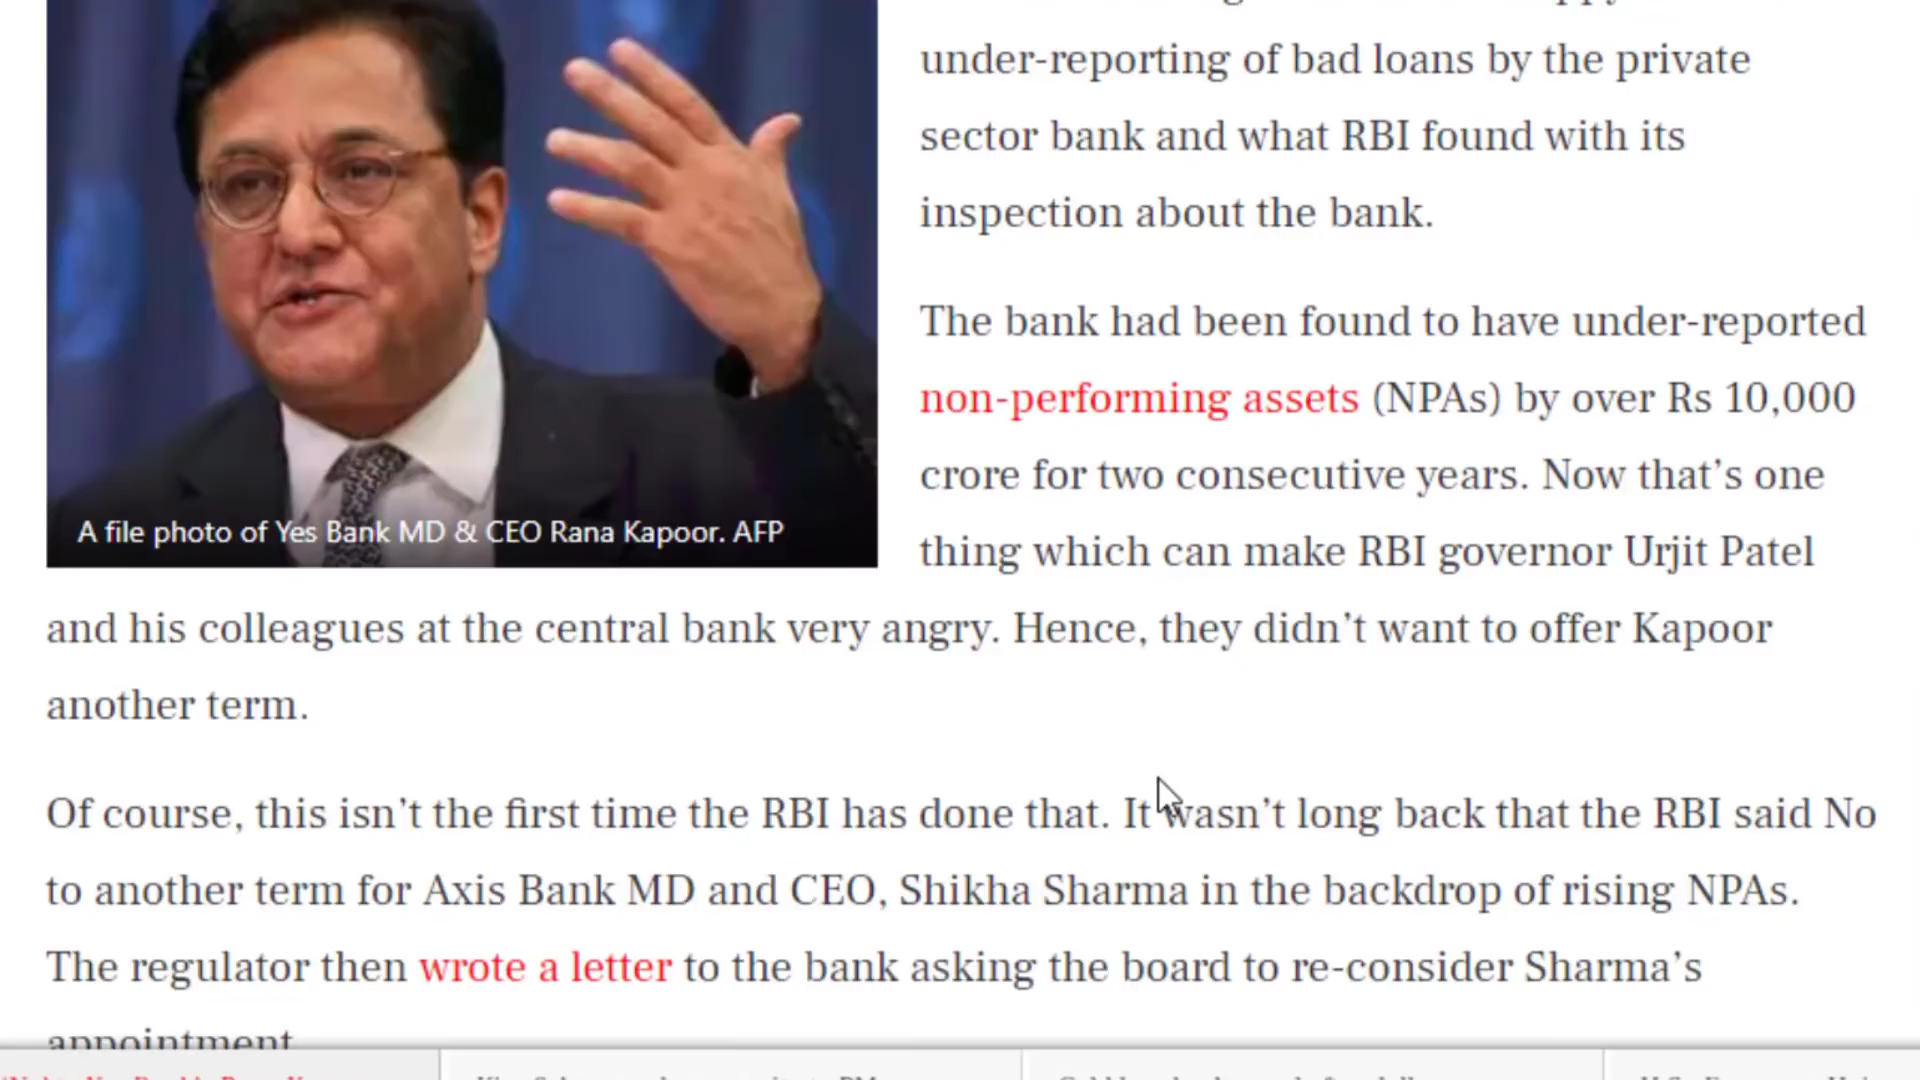 under-reporting of bad loans by the private
sector bank and what RBI found with its
inspection about the bank.
The bank had been found to have under-reported
non-performing assets (NPAs) by over Rs 10,000
crore for two consecutive years. Now that’s one
thing which can make RBI governor Urjit Patel
A file photo of Yes Bank MD & CEO Rana Kapoor. AFP
and his colleagues at the central bank very angry. Hence, they didn’t want to offer Kapoor
another term.
Of course, this isn’t the first time the RBI has done that. It wasn’t long back that the RBI said No
to another term for Axis Bank MD and CEO, Shikha Sharma in the backdrop of rising NPAs.
The regulator then wrote a letter to the bank asking the board to re-consider Sharma’s
appointment